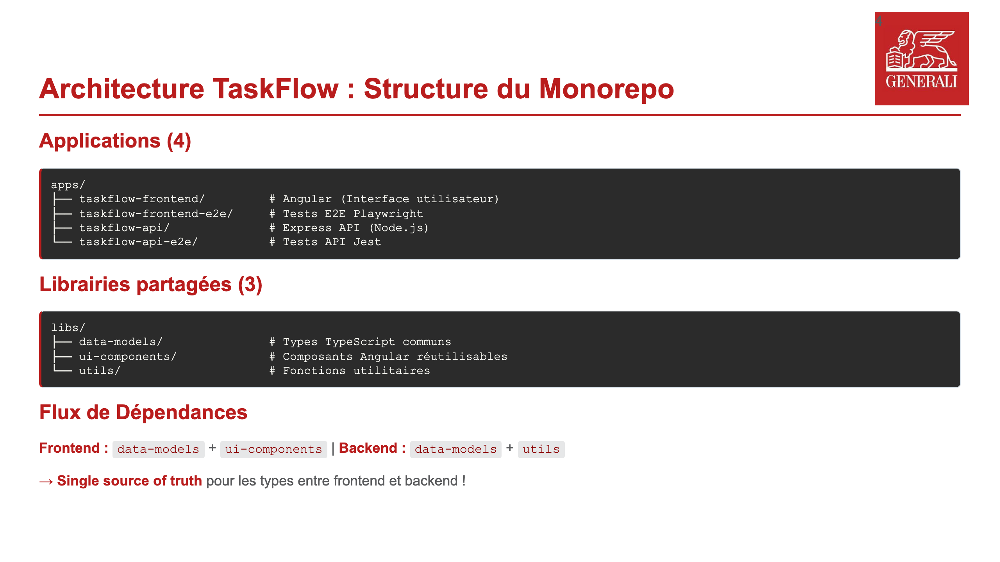 4
GENERALI
Architecture TaskFlow : Structure du Monorepo
Applications (4)
apps/
├── taskflow-frontend/         # Angular (Interface utilisateur)
├── taskflow-frontend-e2e/     # Tests E2E Playwright
├── taskflow-api/              # Express API (Node.js)
└── taskflow-api-e2e/          # Tests API Jest
Librairies partagées (3)
libs/
├── data-models/               # Types TypeScript communs
├── ui-components/             # Composants Angular réutilisables
└── utils/                     # Fonctions utilitaires
Flux de Dépendances
Frontend : data-models + ui-components | Backend : data-models + utils
→ Single source of truth pour les types entre frontend et backend !